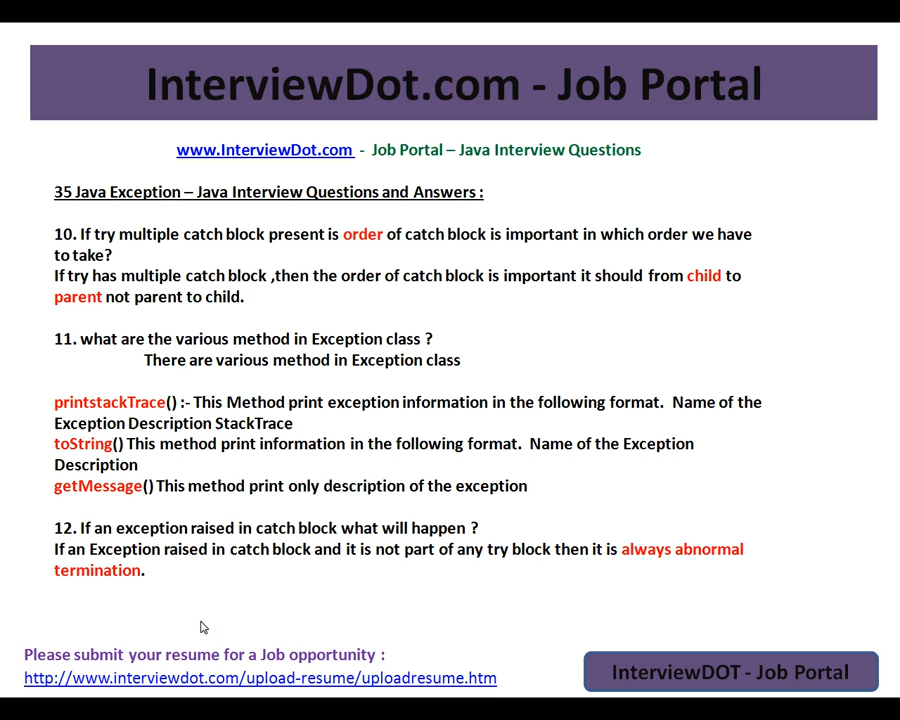 InterviewDot.com - Job Portal
www.InterviewDot.com - Job Portal – Java Interview Questions
35 Java Exception – Java Interview Questions and Answers :
10. If try multiple catch block present is order of catch block is important in which order we have
to take?
If try has multiple catch block ,then the order of catch block is important it should from child to
parent not parent to child.
11. what are the various method in Exception class ?
There are various method in Exception class
printstackTrace() :- This Method print exception information in the following format. Name of the
Exception Description StackTrace
toString() This method print information in the following format. Name of the Exception
Description
getMessage() This method print only description of the exception
12. If an exception raised in catch block what will happen ?
If an Exception raised in catch block and it is not part of any try block then it is always abnormal
termination.
Please submit your resume for a Job opportunity :
http://www.interviewdot.com/upload-resume/uploadresume.htm
InterviewDOT - Job Portal